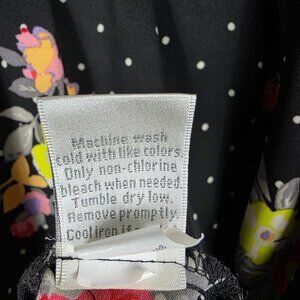 Machine wash
cold with like colors.
Only non-chlorine
bleach when needed.
Tumble dry low.
Remove promptly.
Cool iron if